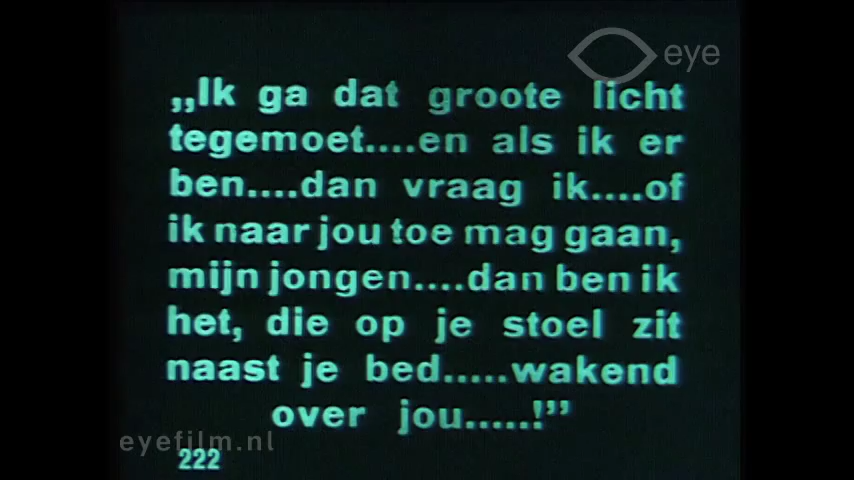 eye
„Ik ga dat groote licht
tegemoet....en als ik er
ben....dan vraag ik....of
ik naar jou toe mag gaan,
mijn jongen....dan ben ik
het, die op je stoel zit
naast je bed.....wakend
over jou.....!”
eyefilm.nl
222